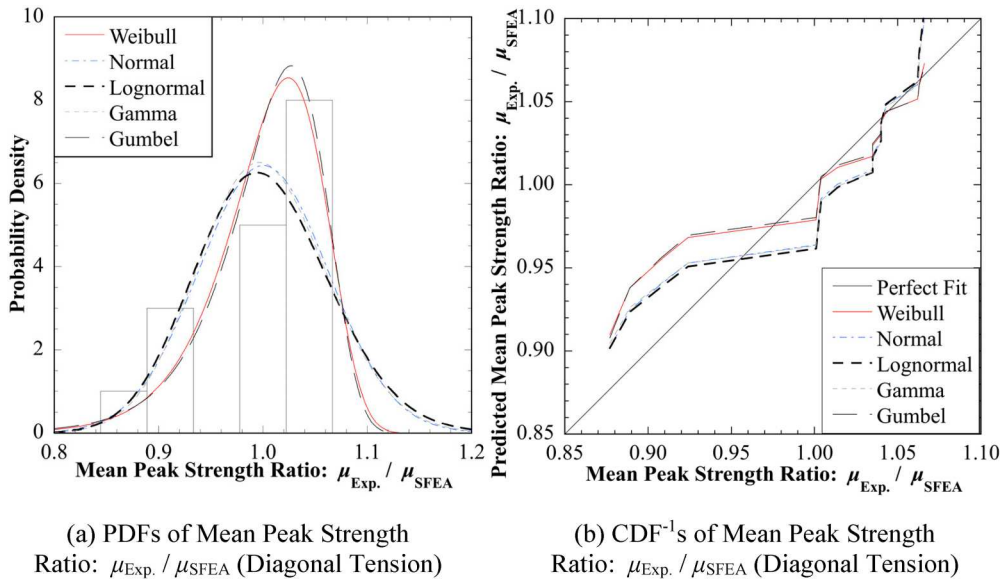 10
8
6
4
2
0
0.8
0.9
1.0
1.1
1.2
Probability Density
Weibull
Normal
Lognormal
Gamma
Gumbel
Mean Peak Strength Ratio: μExp. / μSFEA
(a) PDFs of Mean Peak Strength
Ratio: μExp. / μSFEA (Diagonal Tension)
1.10
1.05
1.00
0.95
0.90
0.85
0.85
0.90
0.95
1.00
1.05
1.10
Predicted Mean Peak Strength Ratio: μExp. / μSFEA
Perfect Fit
Weibull
Normal
Lognormal
Gamma
Gumbel
Mean Peak Strength Ratio: μExp. / μSFEA
(b) CDF-1's of Mean Peak Strength
Ratio: μExp. / μSFEA (Diagonal Tension)